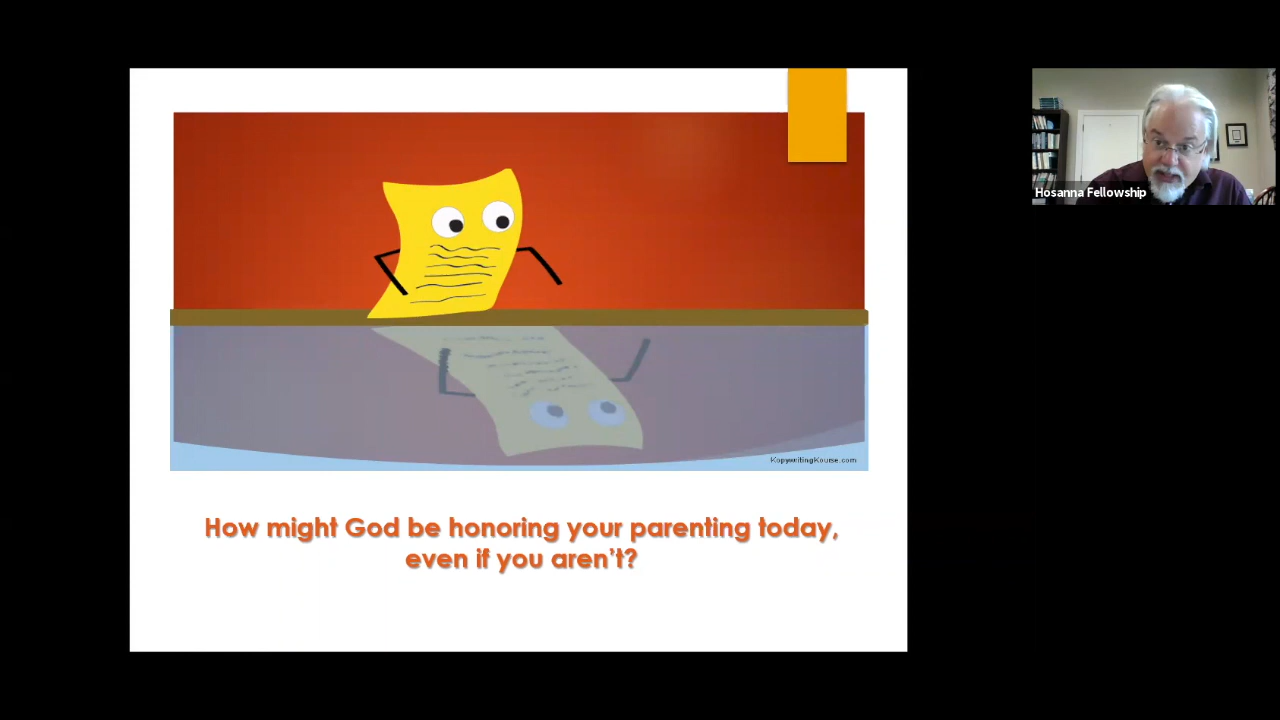 Hosanna Fellowship
KopywritingKourse.com
How might God be honoring your parenting today,
even if you aren't?